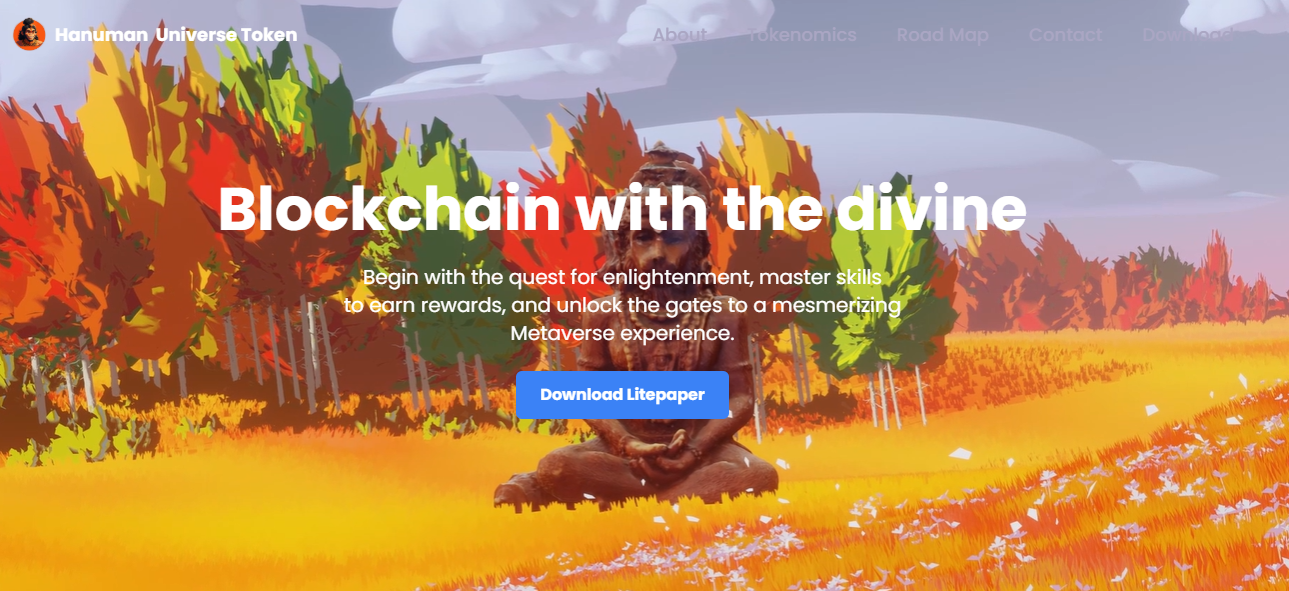 Hanuman Universe Token
About
Tokenomics
Road Map
Contact
Download
Blockchain with the divine
Begin with the quest for enlightenment, master skills
to earn rewards, and unlock the gates to a mesmerizing
Metaverse experience.
Download Litepaper